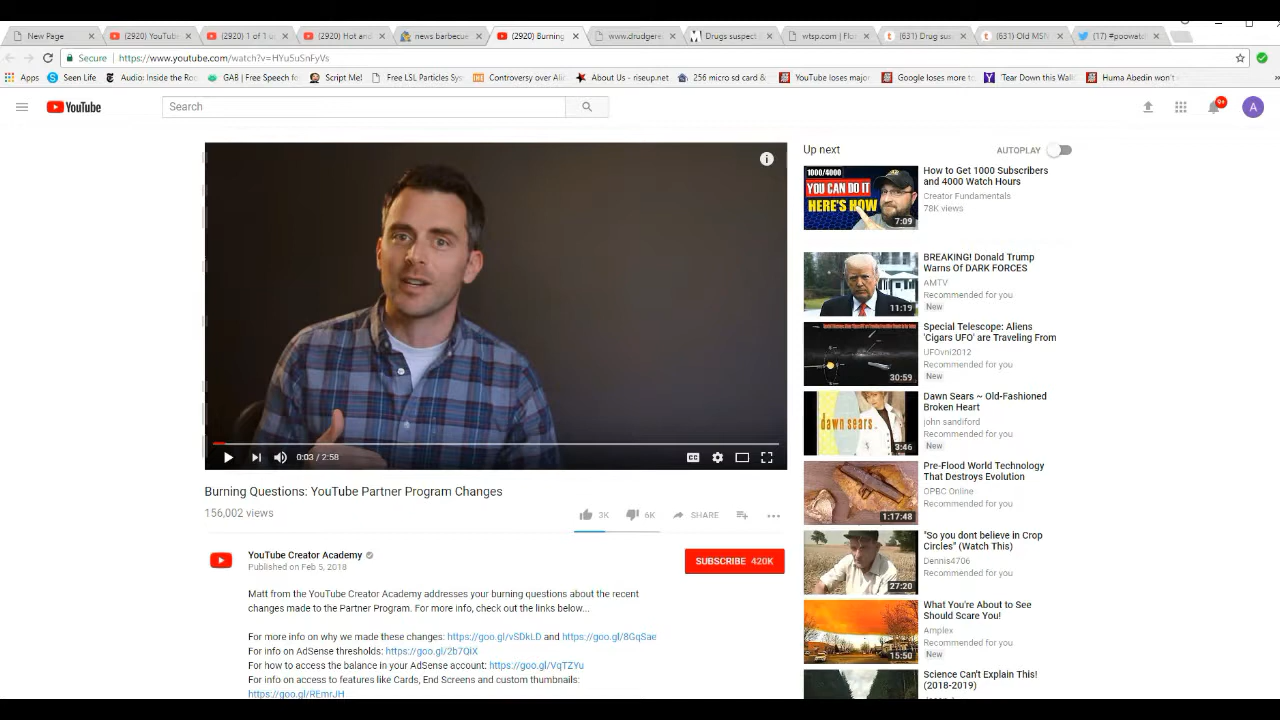 New Page
(2920) YouTub
(2920) 1 of 1 u
(2920) Hot and
news barbecue
(2920) Burning
www.drudgere
Drugs suspect
wtsp.com | Flo
(631) Drug sus
(631) Old MSN
(17) #poowato
Secure
https://www.youtube.com/watch?v=HYu5uSnFyVs
Apps
Seen Life
Audio: Inside the Ro
GAB | Free Speech fo
Script Mel
Free LSL Particles Sy
Controversy over Ali
About Us - riseup.net
256 micro sd card &
YouTube loses major
Google loses more to
Tear Down this Wall
Huma Abedin won't
YouTube
Search
9+
A
Up next
AUTOPLAY
1000/4000
YOU CAN DO IT
HERE'S HOW
7:09
How to Get 1000 Subscribers
and 4000 Watch Hours
Creator Fundamentals
78K views
11:19
BREAKING! Donald Trump
Warns Of DARK FORCES
AMTV
Recommended for you
New
30:59
Special Telescope: Aliens
'Cigars UFO' are Traveling From
UFOvni2012
Recommended for you
New
dawn sears
3:46
Dawn Sears ~ Old-Fashioned
Broken Heart
john sandiford
Recommended for you
New
1:17:48
Pre-Flood World Technology
That Destroys Evolution
OPBC Online
Recommended for you
27:20
"So you dont believe in Crop
Circles" (Watch This)
Dennis4706
Recommended for you
15:50
What You're About to See
Should Scare You!
Amplex
Recommended for you
New
Science Can't Explain This!
(2018-2019)
0:03 / 2:58
Burning Questions: YouTube Partner Program Changes
156,002 views
3K
6K
SHARE
YouTube Creator Academy
Published on Feb 5, 2018
SUBSCRIBE 420K
Matt from the YouTube Creator Academy addresses your burning questions about the recent
changes made to the Partner Program. For more info, check out the links below...
For more info on why we made these changes: https://goo.gl/vSDkLD and https://goo.gl/8GqSae
For info on AdSense thresholds: https://goo.gl/2b7QiX
For how to access the balance in your AdSense account: https://goo.gl/VqTZYu
For info on access to features like Cards, End Screens and custom thumbnails:
https://goo.gl/REmrJH